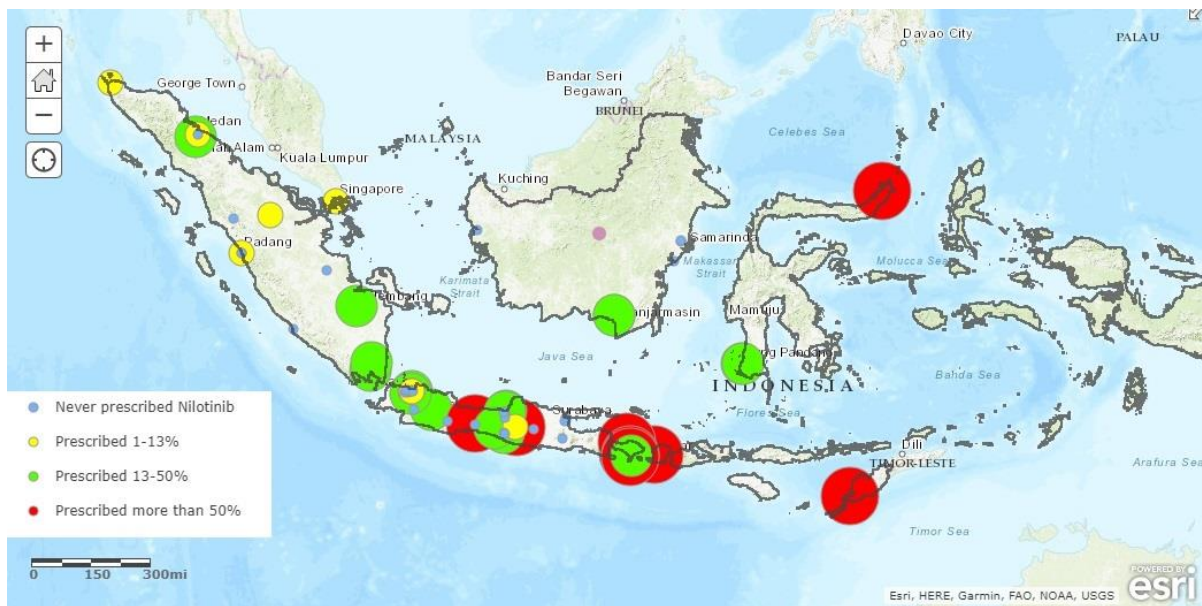 Davao City
PALAU
+
−
George Town
Bandar Seri
Begawan
BRUNEI
Celebes Sea
MALAYSIA
Kuala Lumpur
Kuching
Singapore
Samarinda
Padang
Makassar
Strait
Molucca Sea
Karimata
Strait
Mamuju
Java Sea
INDONESIA
Banda Sea
Flores Sea
Dili
TIMOR-LESTE
Arafura Sea
Never prescribed Nilotinib
Prescribed 1-13%
Prescribed 13-50%
Prescribed more than 50%
Timor Sea
0 150 300mi
Esri, HERE, Garmin, FAO, NOAA, USGS
POWERED BY
esri